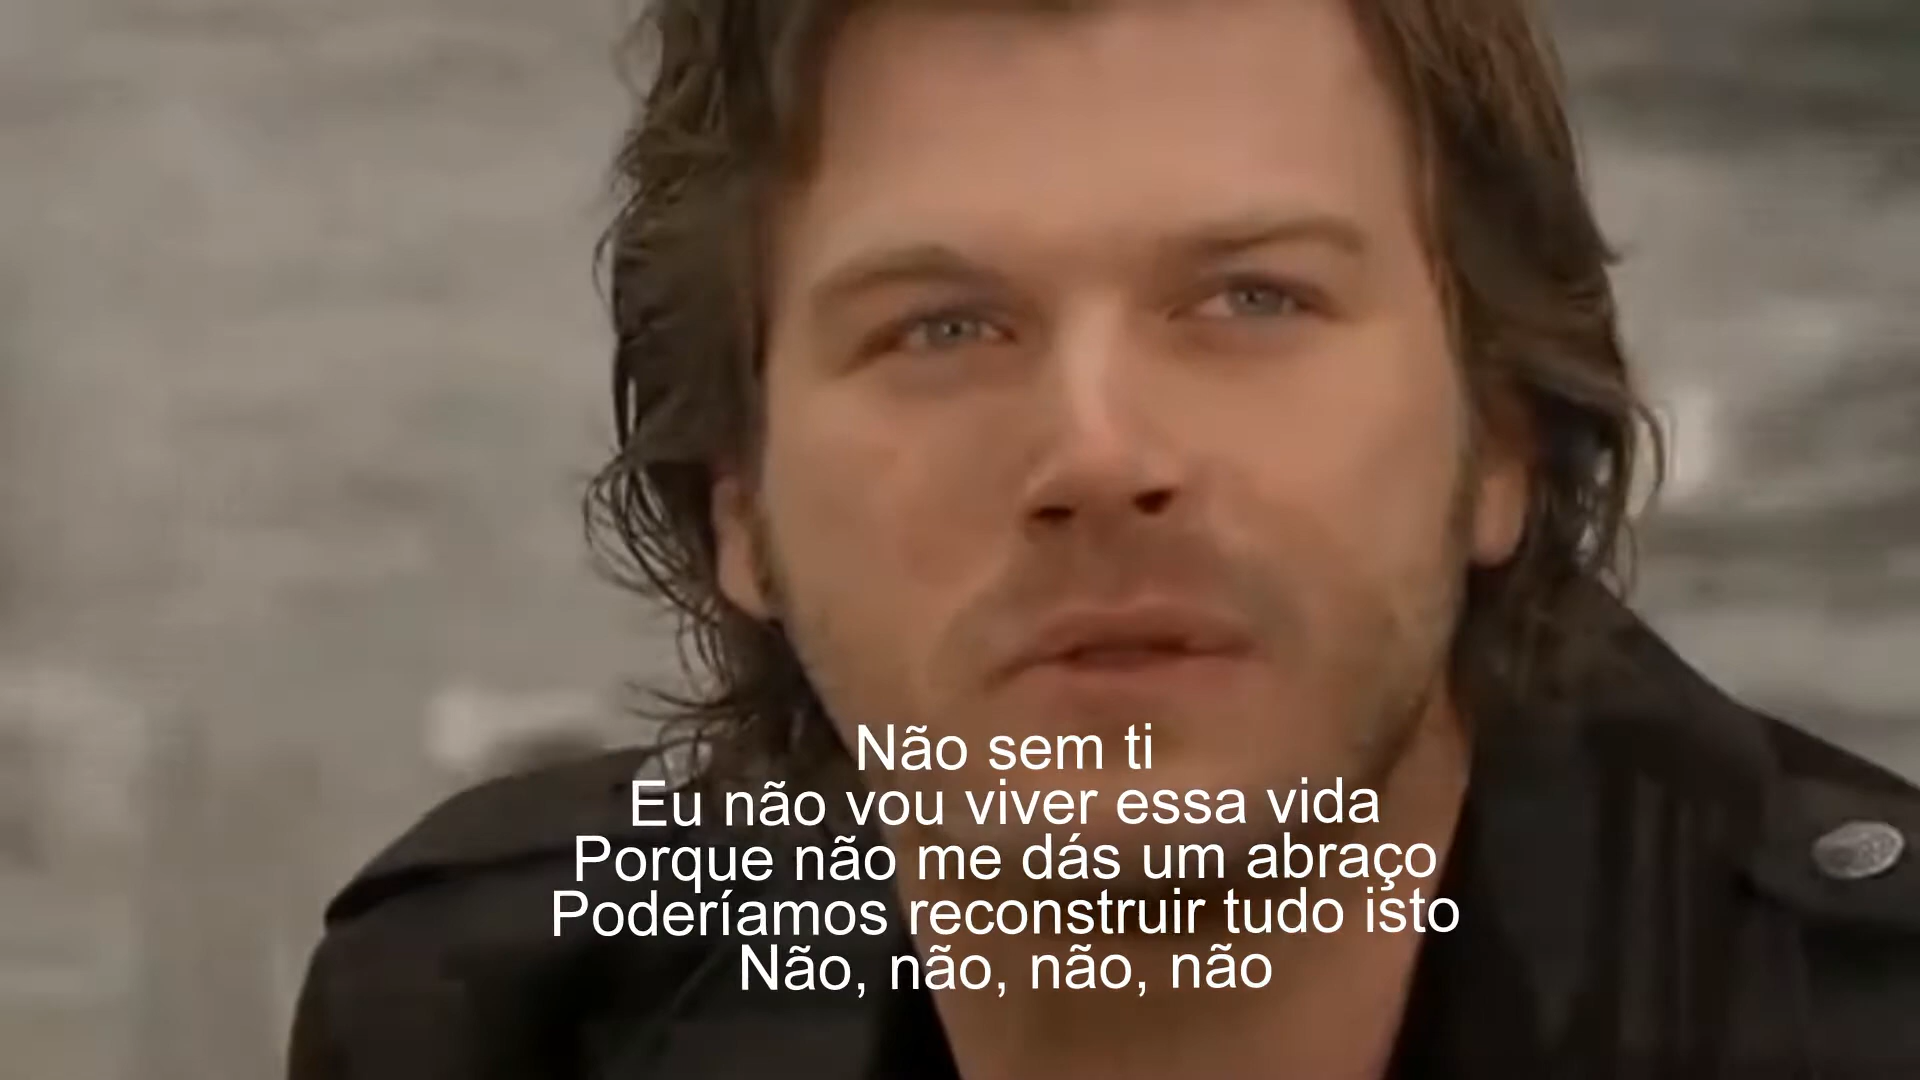 Não sem ti
Eu não vou viver essa vida
Porque não me dás um abraço
Poderíamos reconstruir tudo isto
Não, não, não, não